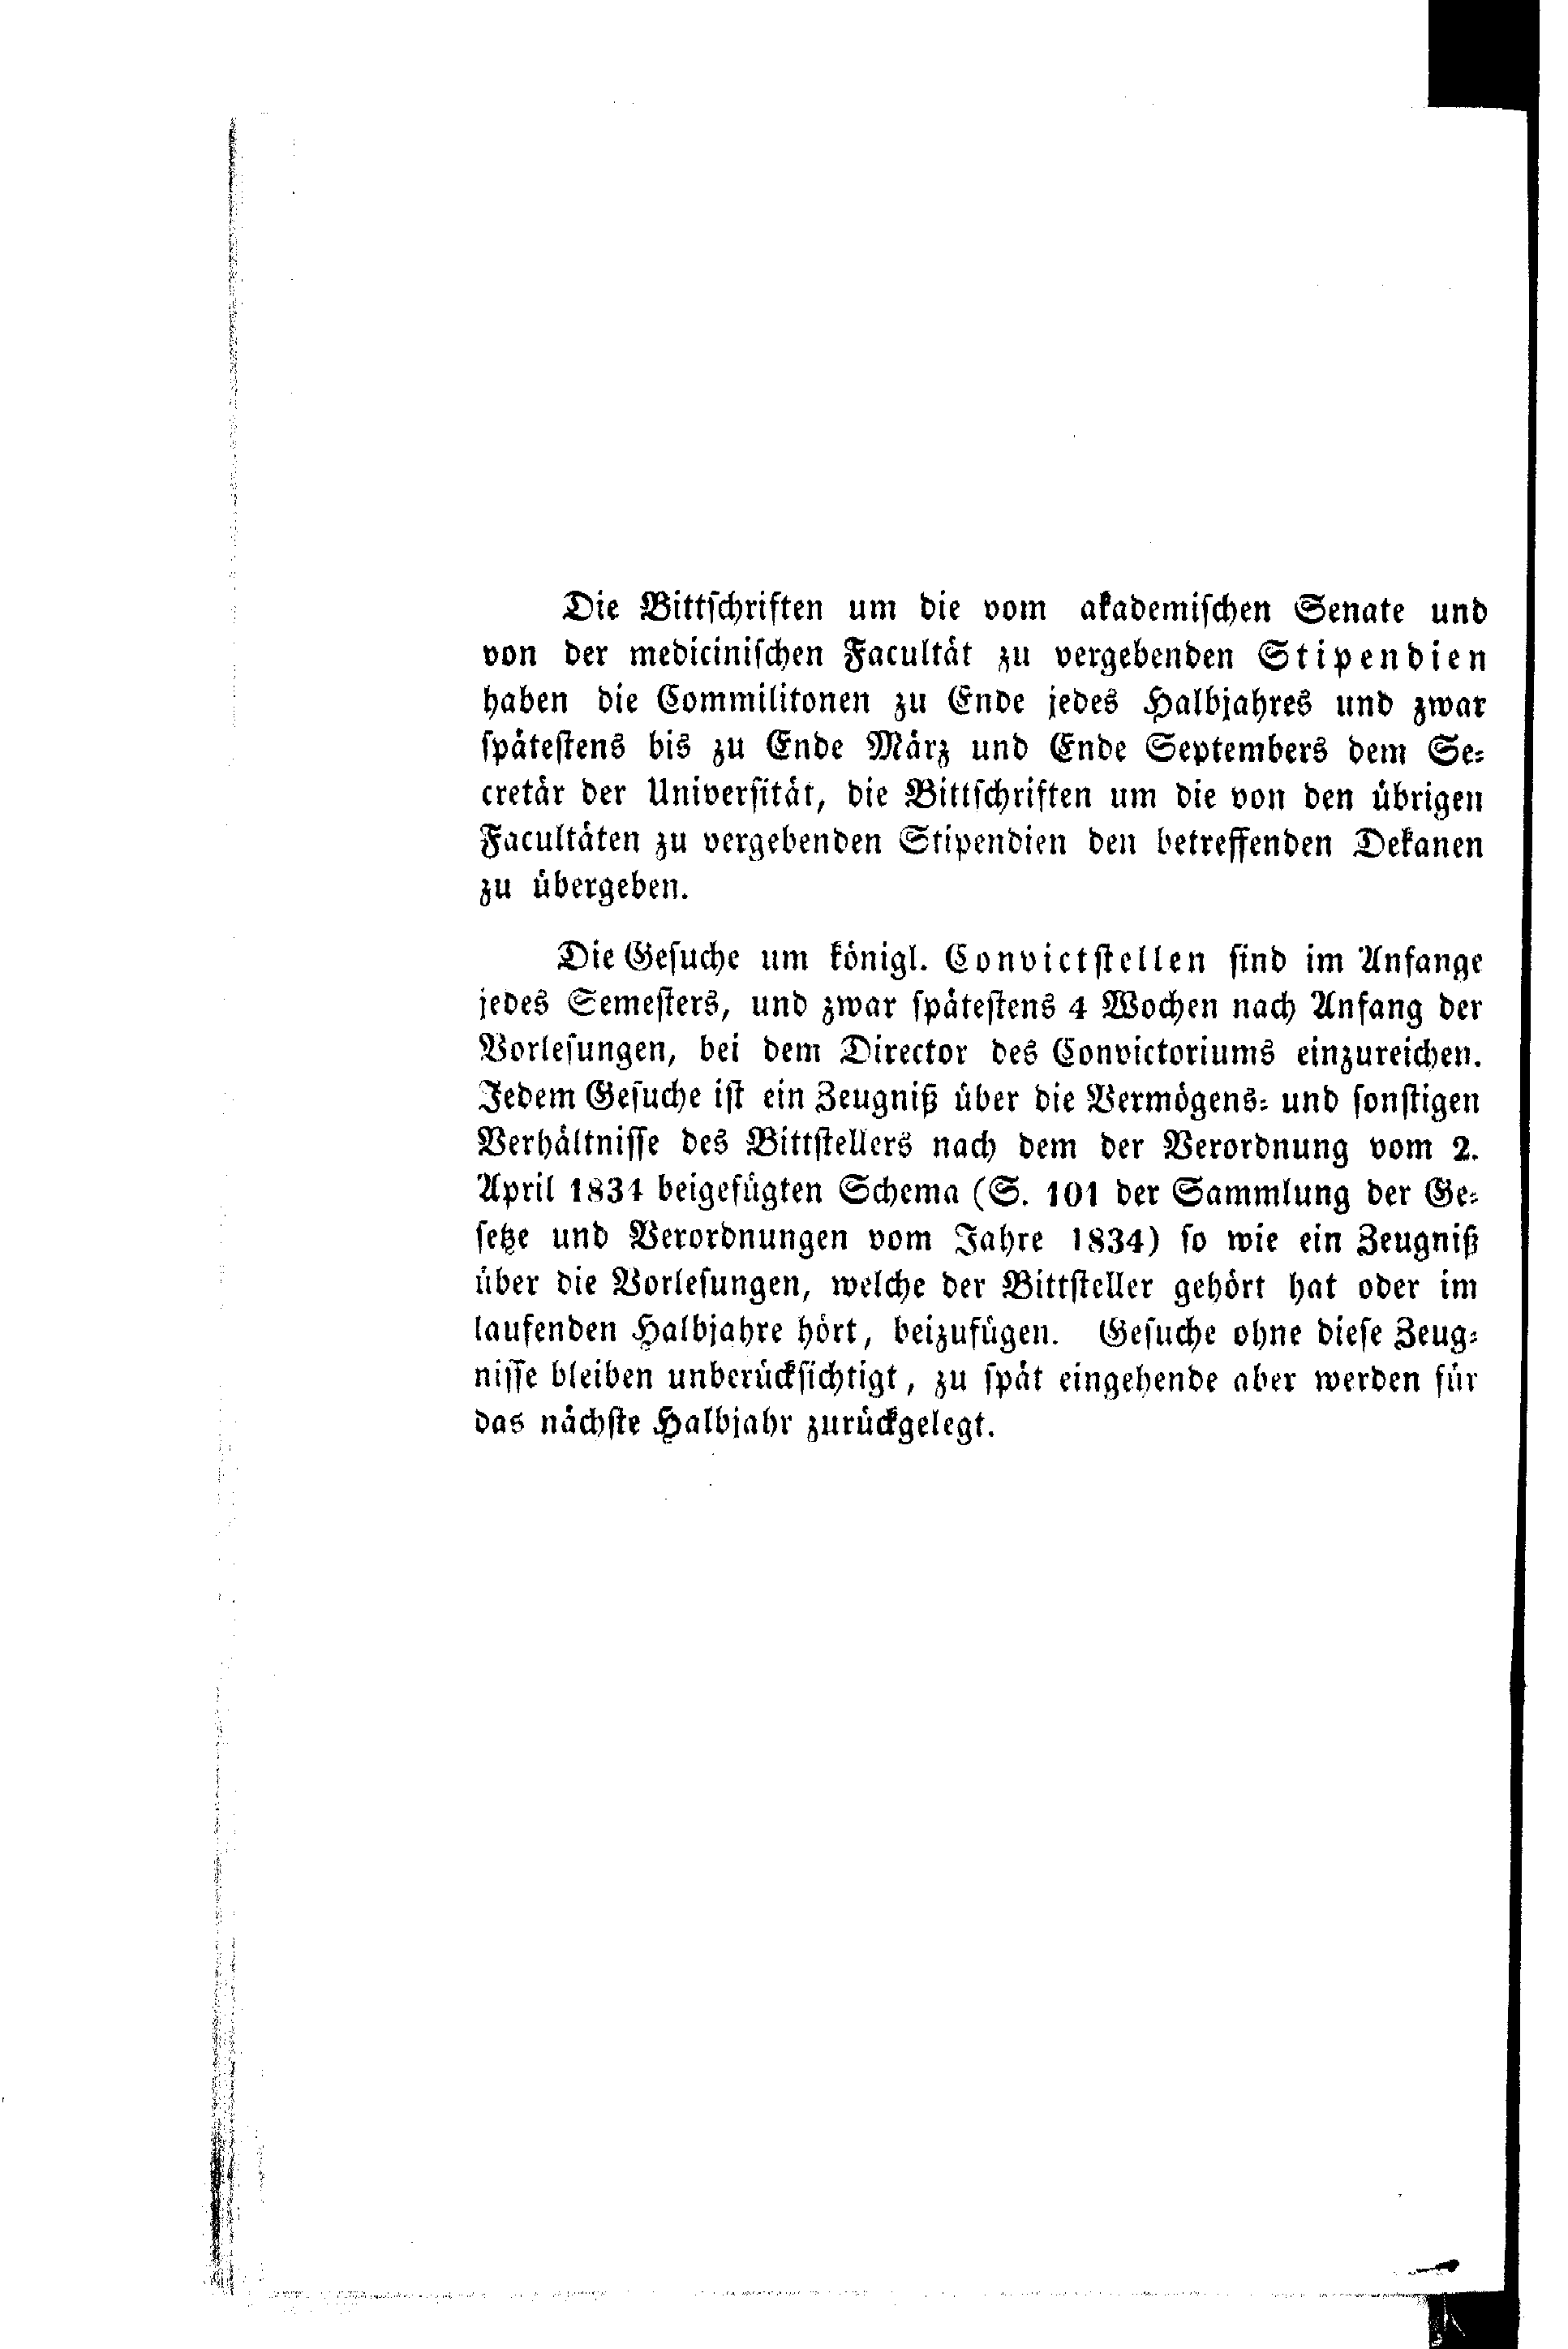 Die Bittschriften um die vom akademischen Senate und
von der medicinischen Facultät zu vergebenden Stipendien
haben die Commilitonen zu Ende jedes Halbjahres und zwar
spätestens bis zu Ende März und Ende Septembers dem Se-
cretär der Universität, die Bittschriften um die von den übrigen
Facultäten zu vergebenden Stipendien den betreffenden Dekanen
zu übergeben.
Die Gesuche um königl. Convictstellen sind im Anfange
jedes Semesters, und zwar spätestens 4 Wochen nach Anfang der
Vorlesungen, bei dem Director des Convictoriums einzureichen.
Jedem Gesuche ist ein Zeugniß über die Vermögens- und sonstigen
Verhältnisse des Bittstellers nach dem der Verordnung vom 2.
April 1834 beigefügten Schema (S. 101 der Sammlung der Ge-
setze und Verordnungen vom Jahre 1834) so wie ein Zeugniß
über die Vorlesungen, welche der Bittsteller gehört hat oder im
laufenden Halbjahre hört, beizufügen. Gesuche ohne diese Zeug-
nisse bleiben unberücksichtigt, zu spät eingehende aber werden für
das nächste Halbjahr zurückgelegt.